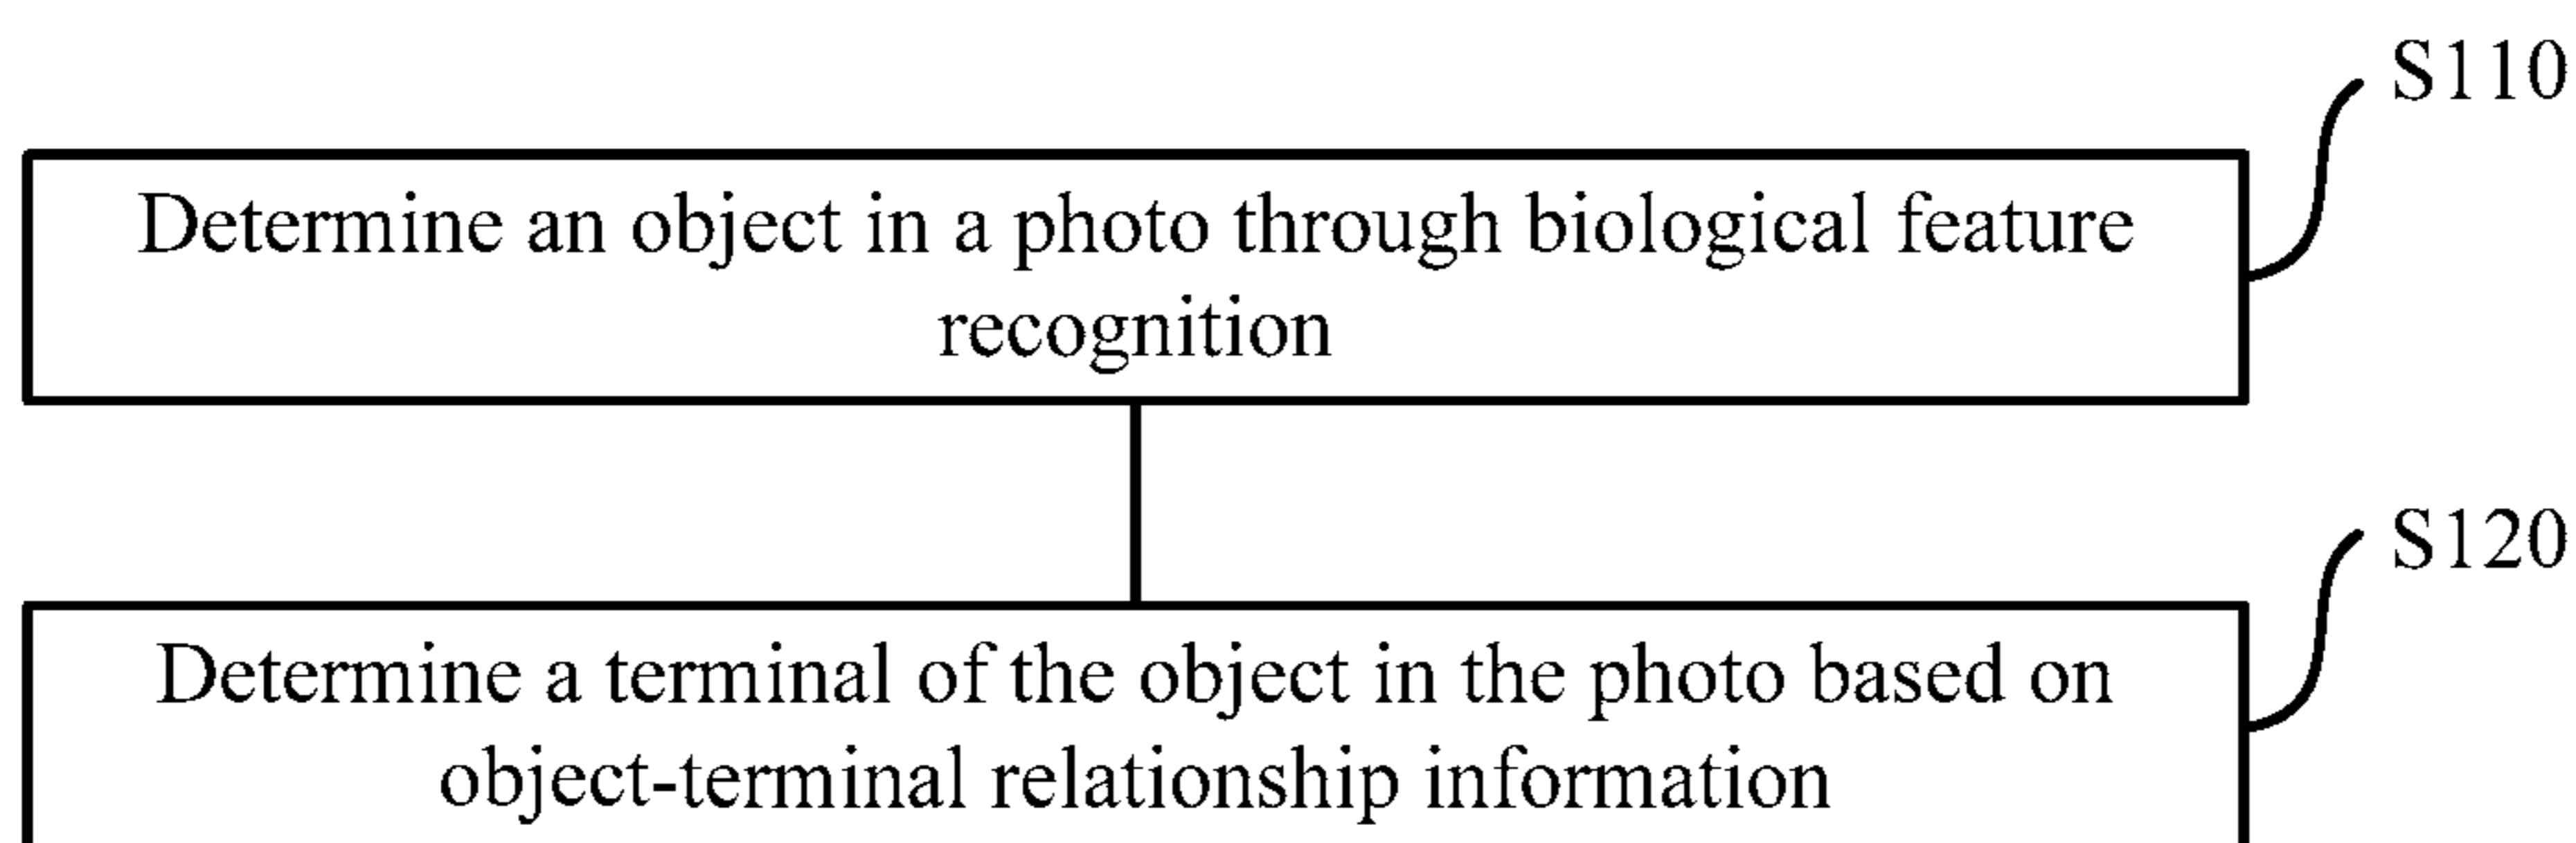 S110
Determine an object in a photo through biological feature
recognition
S120
Determine a terminal of the object in the photo based on
object-terminal relationship information